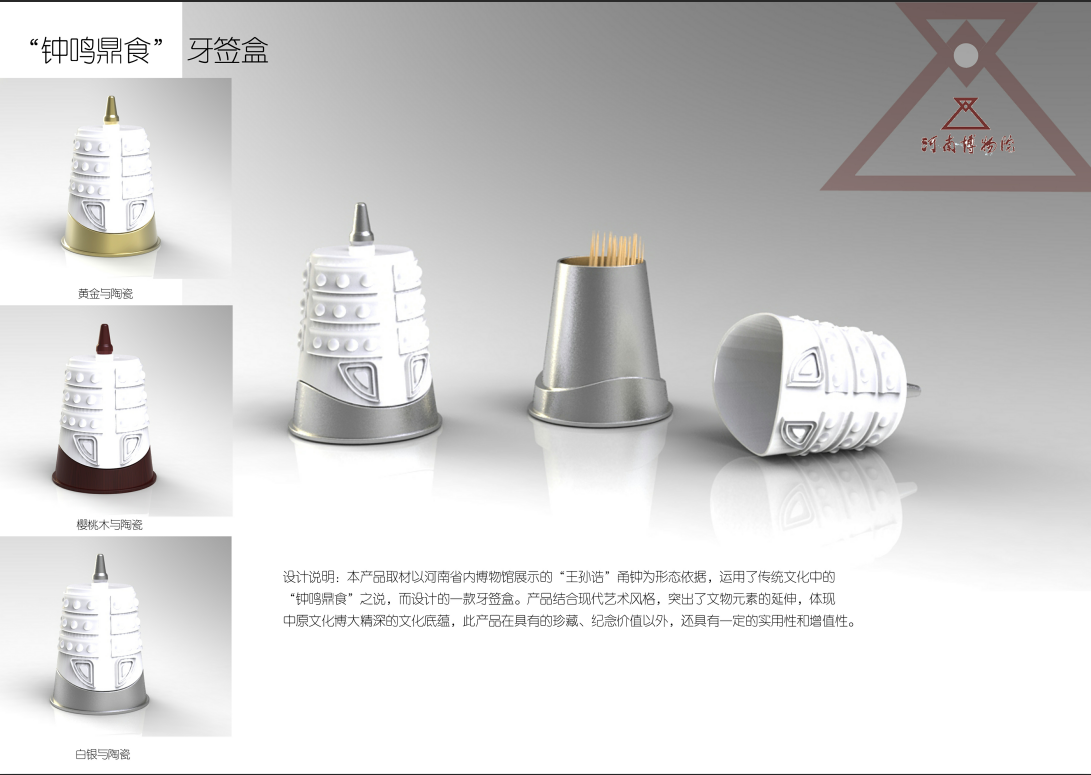 “钟鸣鼎食” 牙签盒
河南博物院
黄金与陶瓷
樱桃木与陶瓷
白银与陶瓷
设计说明：本产品取材以河南省内博物馆展示的“王孙诰”甬钟为形态依据，运用了传统文化中的
“钟鸣鼎食”之说，而设计的一款牙签盒。产品结合现代艺术风格，突出了文物元素的延伸，体现
中原文化博大精深的文化底蕴，此产品在具有的珍藏、纪念价值以外，还具有一定的实用性和增值性。